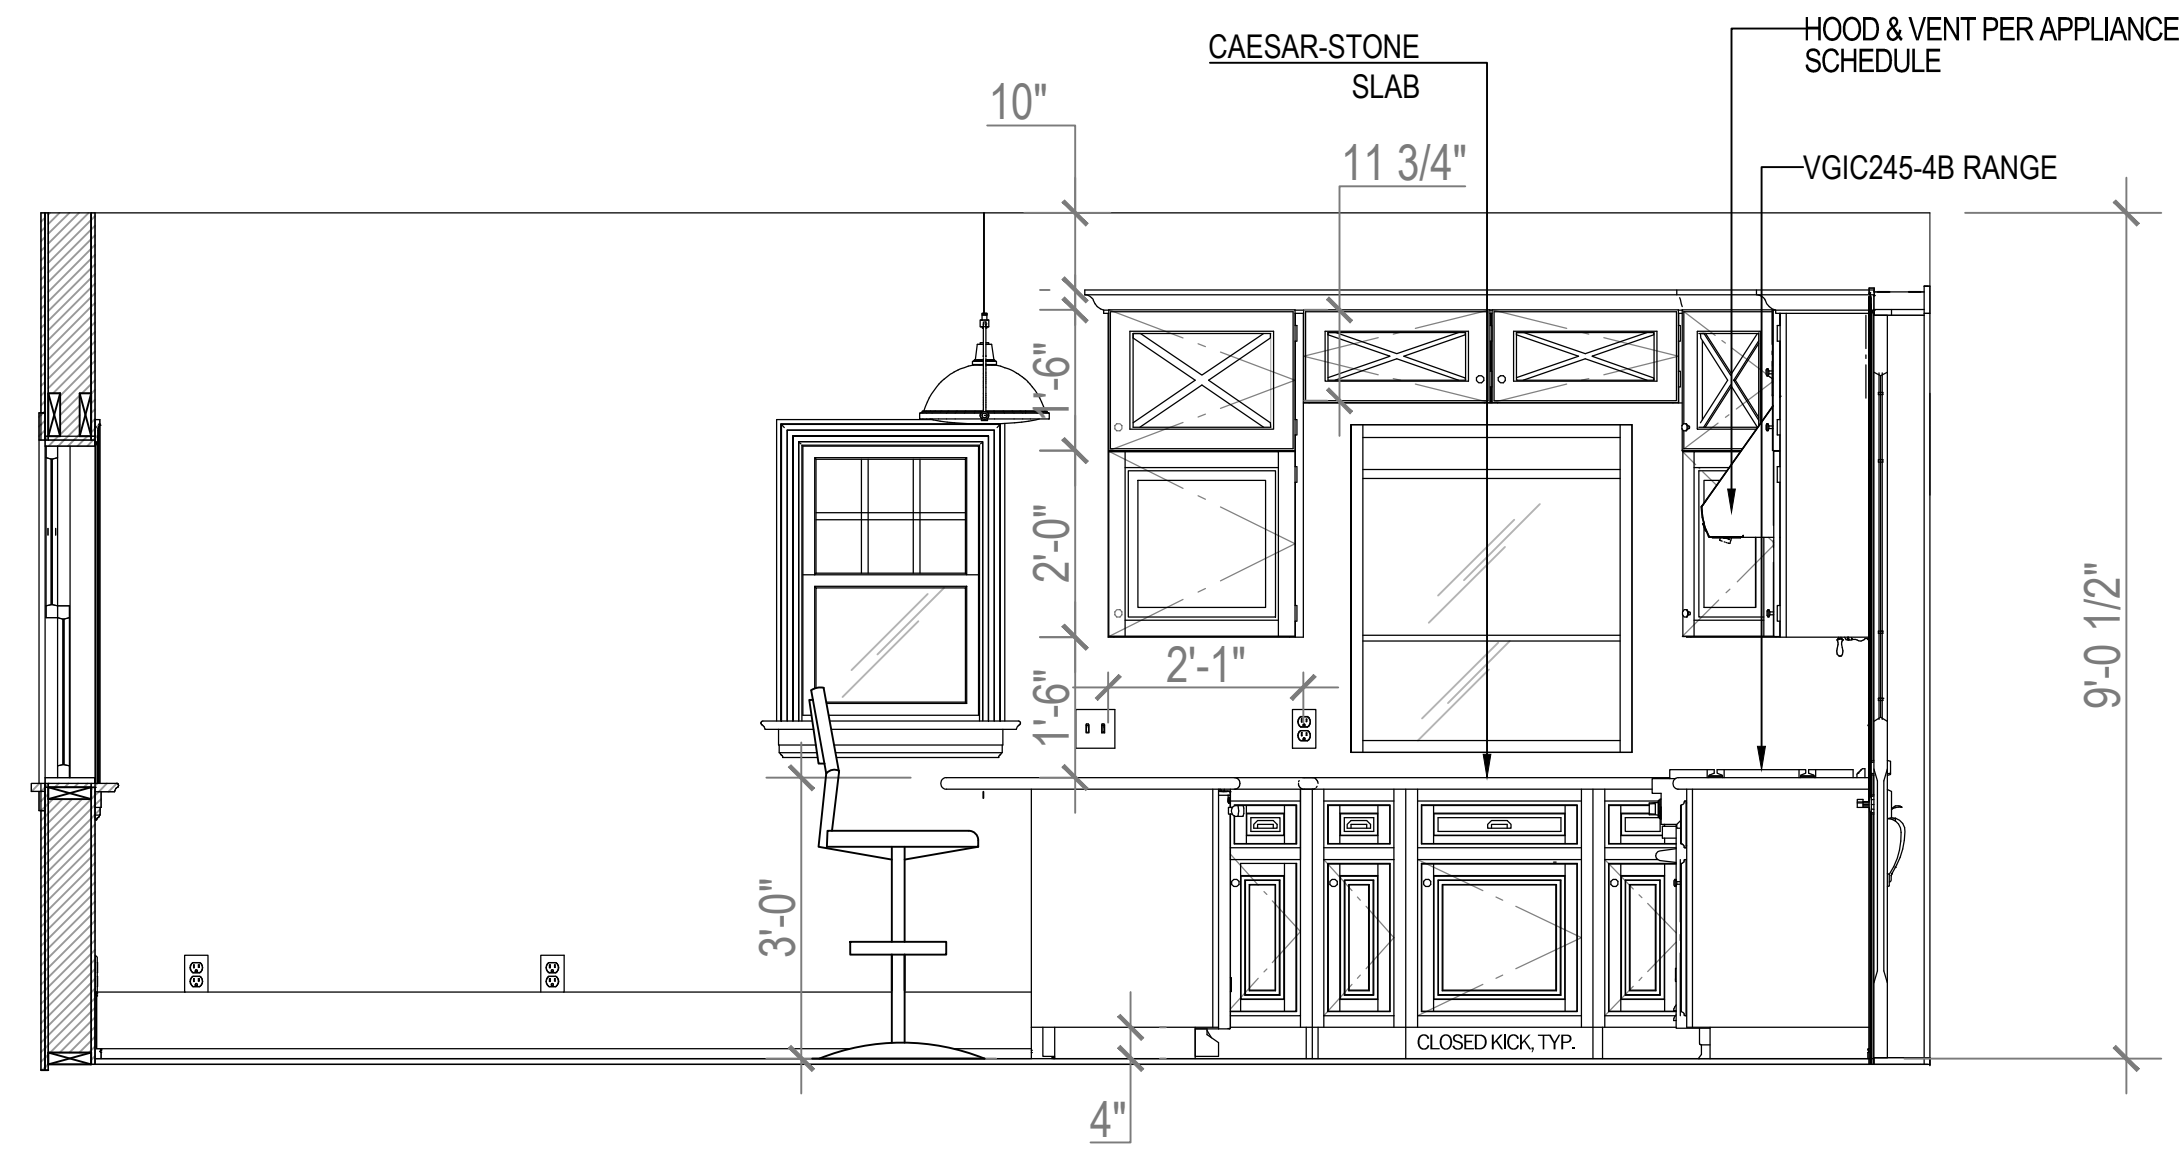 HOOD & VENT PER APPLIANCE
SCHEDULE
CAESAR-STONE
SLAB
10"
11 3/4"
VGIC245-4B RANGE
1'-6"
2'-0"
9'-0 1/2"
2'-1"
1'-6"
3'-0"
CLOSED KICK, TYP.
4"